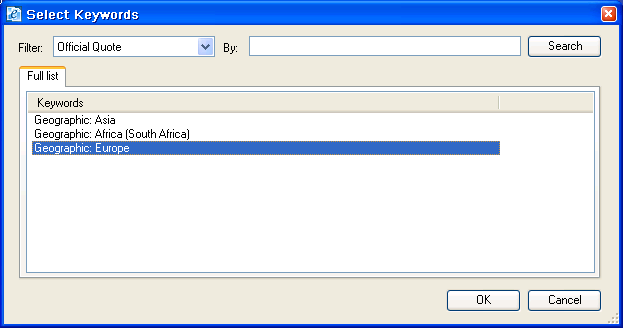 Select Keywords
Filter: Official Quote By: Search
Full list
Keywords
Geographic: Asia
Geographic: Africa (South Africa)
Geographic: Europe
OK Cancel